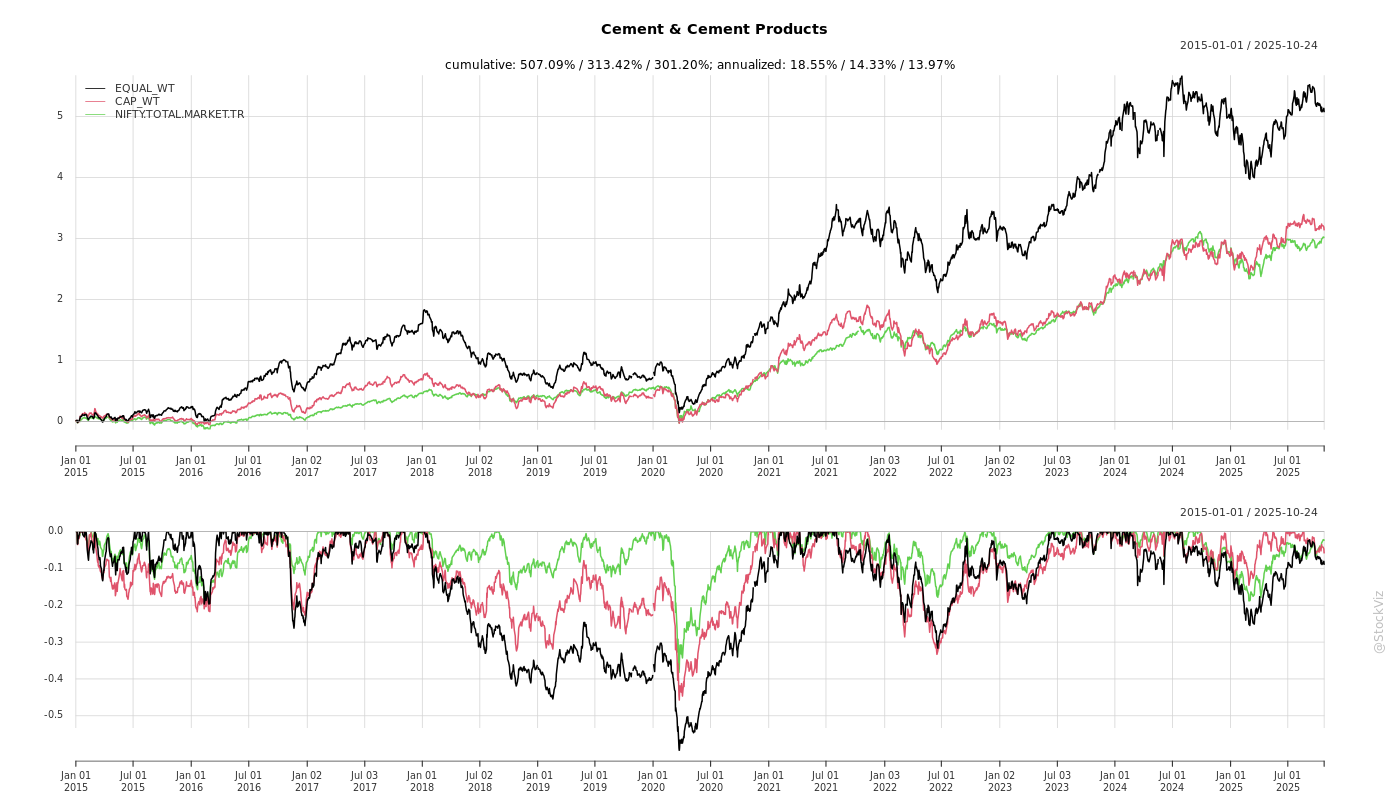 Cement & Cement Products
2015-01-01 / 2025-10-24
cumulative: 507.09% / 313.42% / 301.20%; annualized: 18.55% / 14.33% / 13.97%
EQUAL_WT
CAP_WT
NIFTY.TOTAL.MARKET.TR
5
4
3
2
1
0
Jan 01 Jul 01 Jan 01 Jul 01 Jan 02 Jul 03 Jan 01 Jul 02 Jan 01 Jul 01 Jan 01 Jul 01 Jan 01 Jul 01 Jan 03 Jul 01 Jan 02 Jul 03 Jan 01 Jul 01 Jan 01 Jul 01
2015 2015 2016 2016 2017 2017 2018 2018 2019 2019 2020 2020 2021 2021 2022 2022 2023 2023 2024 2024 2025 2025
2015-01-01 / 2025-10-24
0.0
-0.1
-0.2
-0.3
-0.4
-0.5
Jan 01 Jul 01 Jan 01 Jul 01 Jan 02 Jul 03 Jan 01 Jul 02 Jan 01 Jul 01 Jan 01 Jul 01 Jan 01 Jul 01 Jan 03 Jul 01 Jan 02 Jul 03 Jan 01 Jul 01 Jan 01 Jul 01
2015 2015 2016 2016 2017 2017 2018 2018 2019 2019 2020 2020 2021 2021 2022 2022 2023 2023 2024 2024 2025 2025
@StockViz